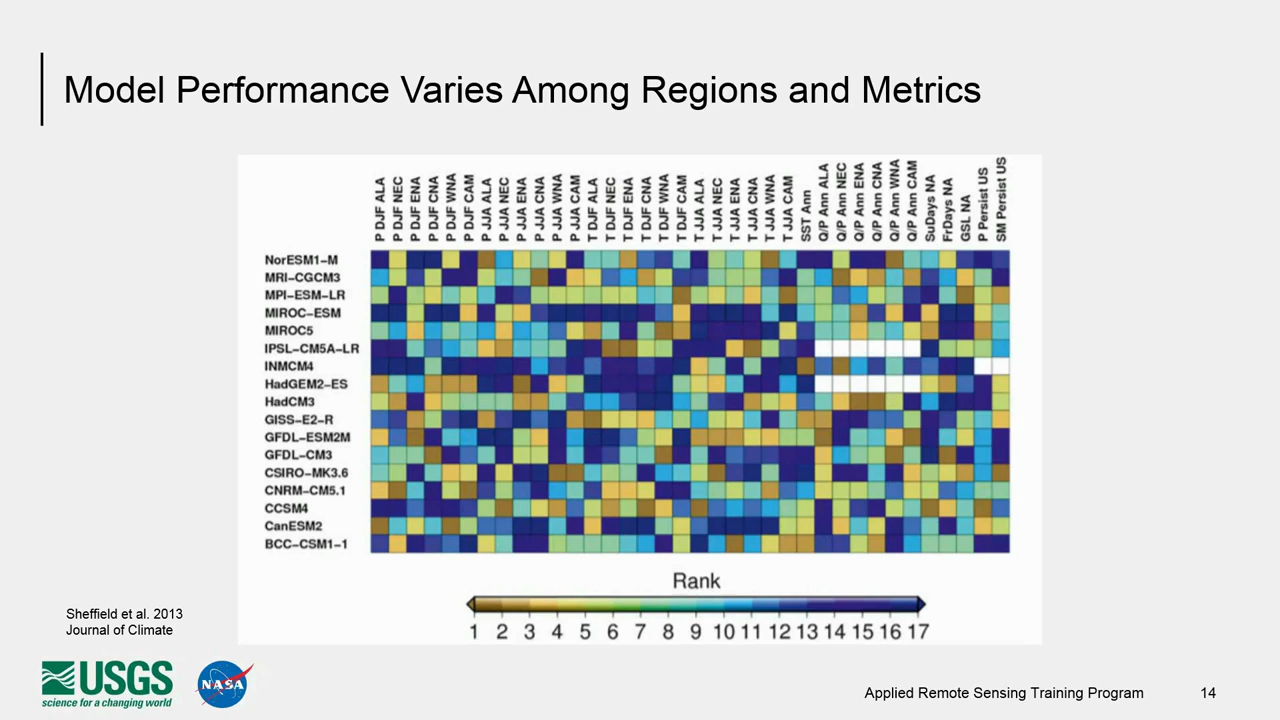 Model Performance Varies Among Regions and Metrics
P DJF ALA
P DJF NEC
P DJF ENA
P DJF CNA
P DJF WNA
P DJF CAM
P JJA ALA
P JJA NEC
P JJA ENA
P JJA CNA
P JJA WNA
P JJA CAM
T DJF ALA
T DJF NEC
T DJF ENA
T DJF CNA
T DJF WNA
T DJF CAM
T JJA ALA
T JJA NEC
T JJA ENA
T JJA CNA
T JJA WNA
T JJA CAM
SST Ann
Q/P Ann ALA
Q/P Ann NEC
Q/P Ann ENA
Q/P Ann CNA
Q/P Ann WNA
Q/P Ann CAM
SuDays NA
FrDays NA
GSL NA
P Persist US
SM Persist US
NorESM1-M
MRI-CGCM3
MPI-ESM-LR
MIROC-ESM
MIROC5
IPSL-CM5A-LR
INMCM4
HadGEM2-ES
HadCM3
GISS-E2-R
GFDL-ESM2M
GFDL-CM3
CSIRO-MK3.6
CNRM-CM5.1
CCSM4
CanESM2
BCC-CSM1-1
Rank
1 2 3 4 5 6 7 8 9 10 11 12 13 14 15 16 17
Sheffield et al. 2013
Journal of Climate
USGS
science for a changing world
NASA
Applied Remote Sensing Training Program 14